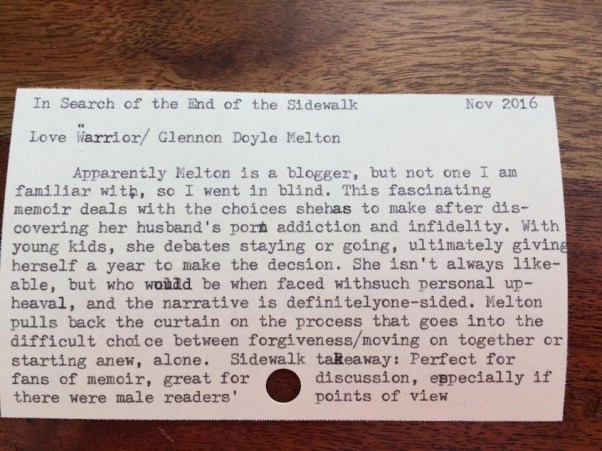 In Search of the End of the Sidewalk Nov 2016
Love Warrior/ Glennon Doyle Melton
Apparently Melton is a blogger, but not one I am
familiar with, so I went in blind. This fascinating
memoir deals with the choices shehas to make after dis-
covering her husband's porn addiction and infidelity. With
young kids, she debates staying or going, ultimately giving
herself a year to make the decsion. She isn't always like-
able, but who would be when faced withsuch personal up-
heaval, and the narrative is definitelyone-sided. Melton
pulls back the curtain on the process that goes into the
difficult choice between forgiveness/moving on together or
starting anew, alone. Sidewalk takeaway: Perfect for
fans of memoir, great for discussion, especially if
there were male readers' points of view